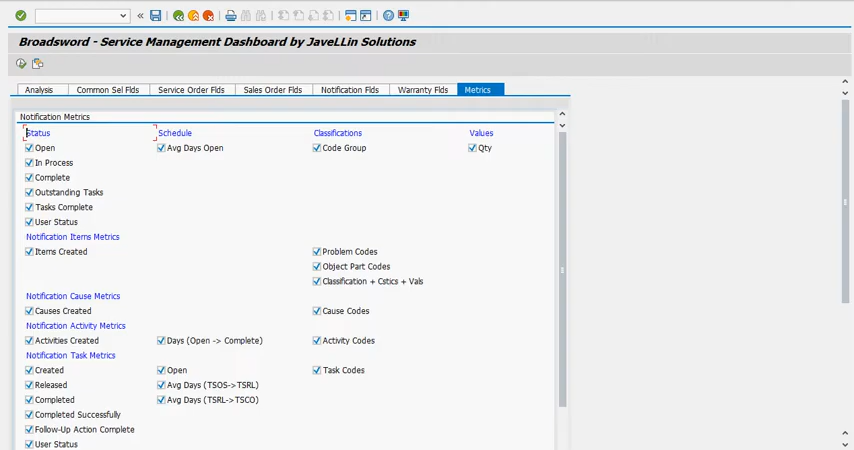 Broadsword - Service Management Dashboard by JaveLLin Solutions
Analysis Common Sel Flds Service Order Flds Sales Order Flds Notification Flds Warranty Flds Metrics
Notification Metrics
Status Schedule Classifications Values
Open Avg Days Open Code Group Qty
In Process
Complete
Outstanding Tasks
Tasks Complete
User Status
Notification Items Metrics
Items Created Problem Codes
Object Part Codes
Classification + Cstics + Vals
Notification Cause Metrics
Causes Created Cause Codes
Notification Activity Metrics
Activities Created Days (Open -> Complete) Activity Codes
Notification Task Metrics
Created Open Task Codes
Released Avg Days (TSOS->TSRL)
Completed Avg Days (TSRL->TSCO)
Completed Successfully
Follow-Up Action Complete
User Status